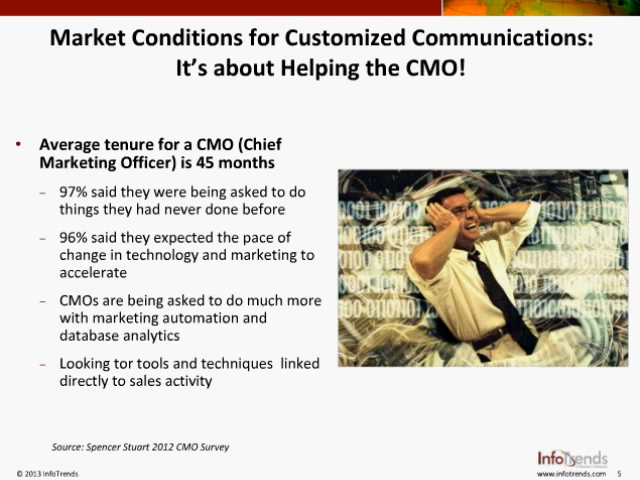 Market Conditions for Customized Communications:
It's about Helping the CMO!
• Average tenure for a CMO (Chief
Marketing Officer) is 45 months
– 97% said they were being asked to do
things they had never done before
– 96% said they expected the pace of
change in technology and marketing to
accelerate
– CMOs are being asked to do much more
with marketing automation and
database analytics
– Looking tor tools and techniques linked
directly to sales activity
Source: Spencer Stuart 2012 CMO Survey
InfoTrends
© 2013 InfoTrends
www.infotrends.com 5